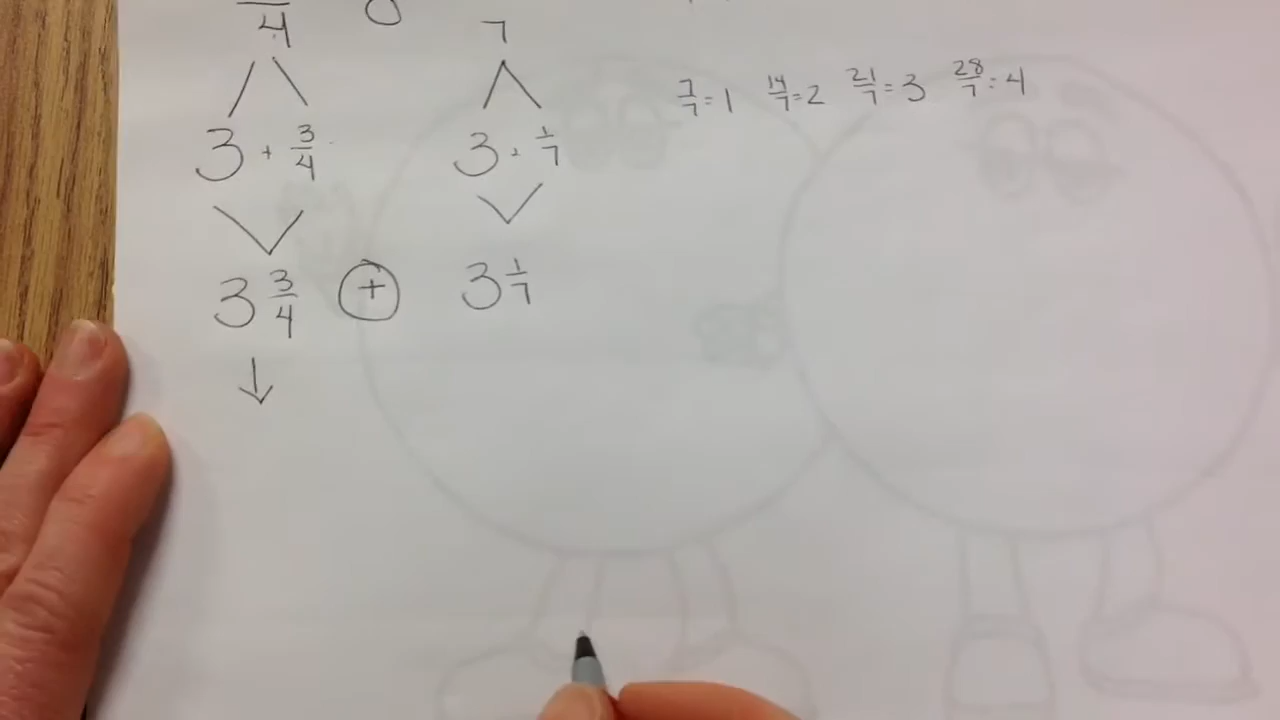 4 7
7/7=1 14/7=2 21/7=3 28/7=4
3 + 3/4 3 + 1/7
3 3/4 + 3 1/7